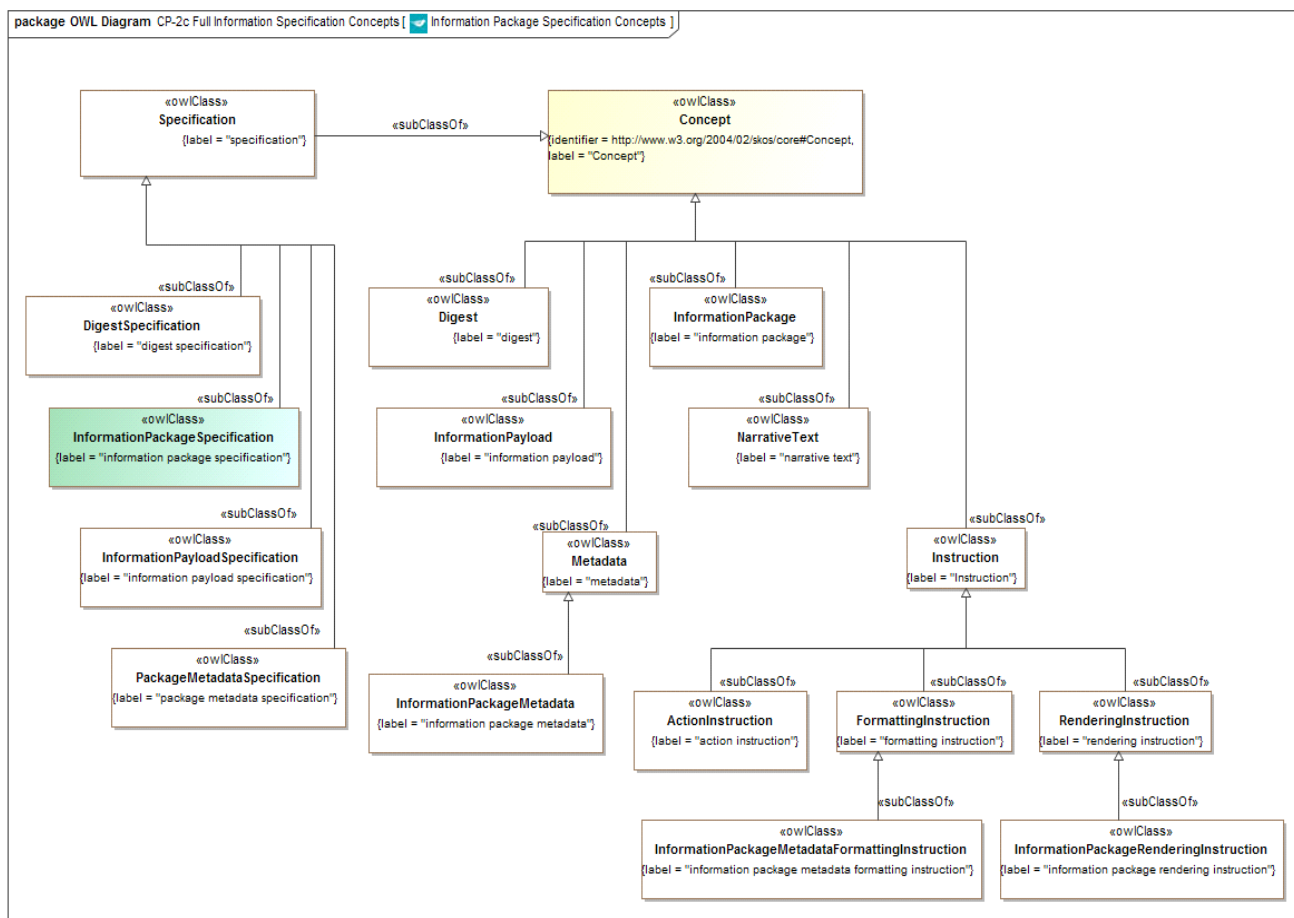 package OWL Diagram CP-2c Full Information Specification Concepts [ Information Package Specification Concepts ]
«owlClass»
Specification
{label = "specification"}
«subClassOf»
«owlClass»
Concept
{identifier = http://www.w3.org/2004/02/skos/core#Concept,
label = "Concept"}
«subClassOf»
«owlClass»
DigestSpecification
{label = "digest specification"}
«subClassOf»
«owlClass»
Digest
{label = "digest"}
«subClassOf»
«owlClass»
InformationPackage
{label = "information package"}
«subClassOf»
«owlClass»
InformationPackageSpecification
{label = "information package specification"}
«subClassOf»
«owlClass»
InformationPayload
{label = "information payload"}
«subClassOf»
«owlClass»
NarrativeText
{label = "narrative text"}
«subClassOf»
«owlClass»
InformationPayloadSpecification
{label = "information payload specification"}
«subClassOf»
«owlClass»
Metadata
{label = "metadata"}
«subClassOf»
«owlClass»
Instruction
{label = "Instruction"}
«subClassOf»
«owlClass»
PackageMetadataSpecification
{label = "package metadata specification"}
«subClassOf»
«owlClass»
InformationPackageMetadata
{label = "information package metadata"}
«subClassOf»
«owlClass»
ActionInstruction
{label = "action instruction"}
«subClassOf»
«owlClass»
FormattingInstruction
{label = "formatting instruction"}
«subClassOf»
«owlClass»
RenderingInstruction
{label = "rendering instruction"}
«subClassOf»
«owlClass»
InformationPackageMetadataFormattingInstruction
{label = "information package metadata formatting instruction"}
«subClassOf»
«owlClass»
InformationPackageRenderingInstruction
{label = "information package rendering instruction"}